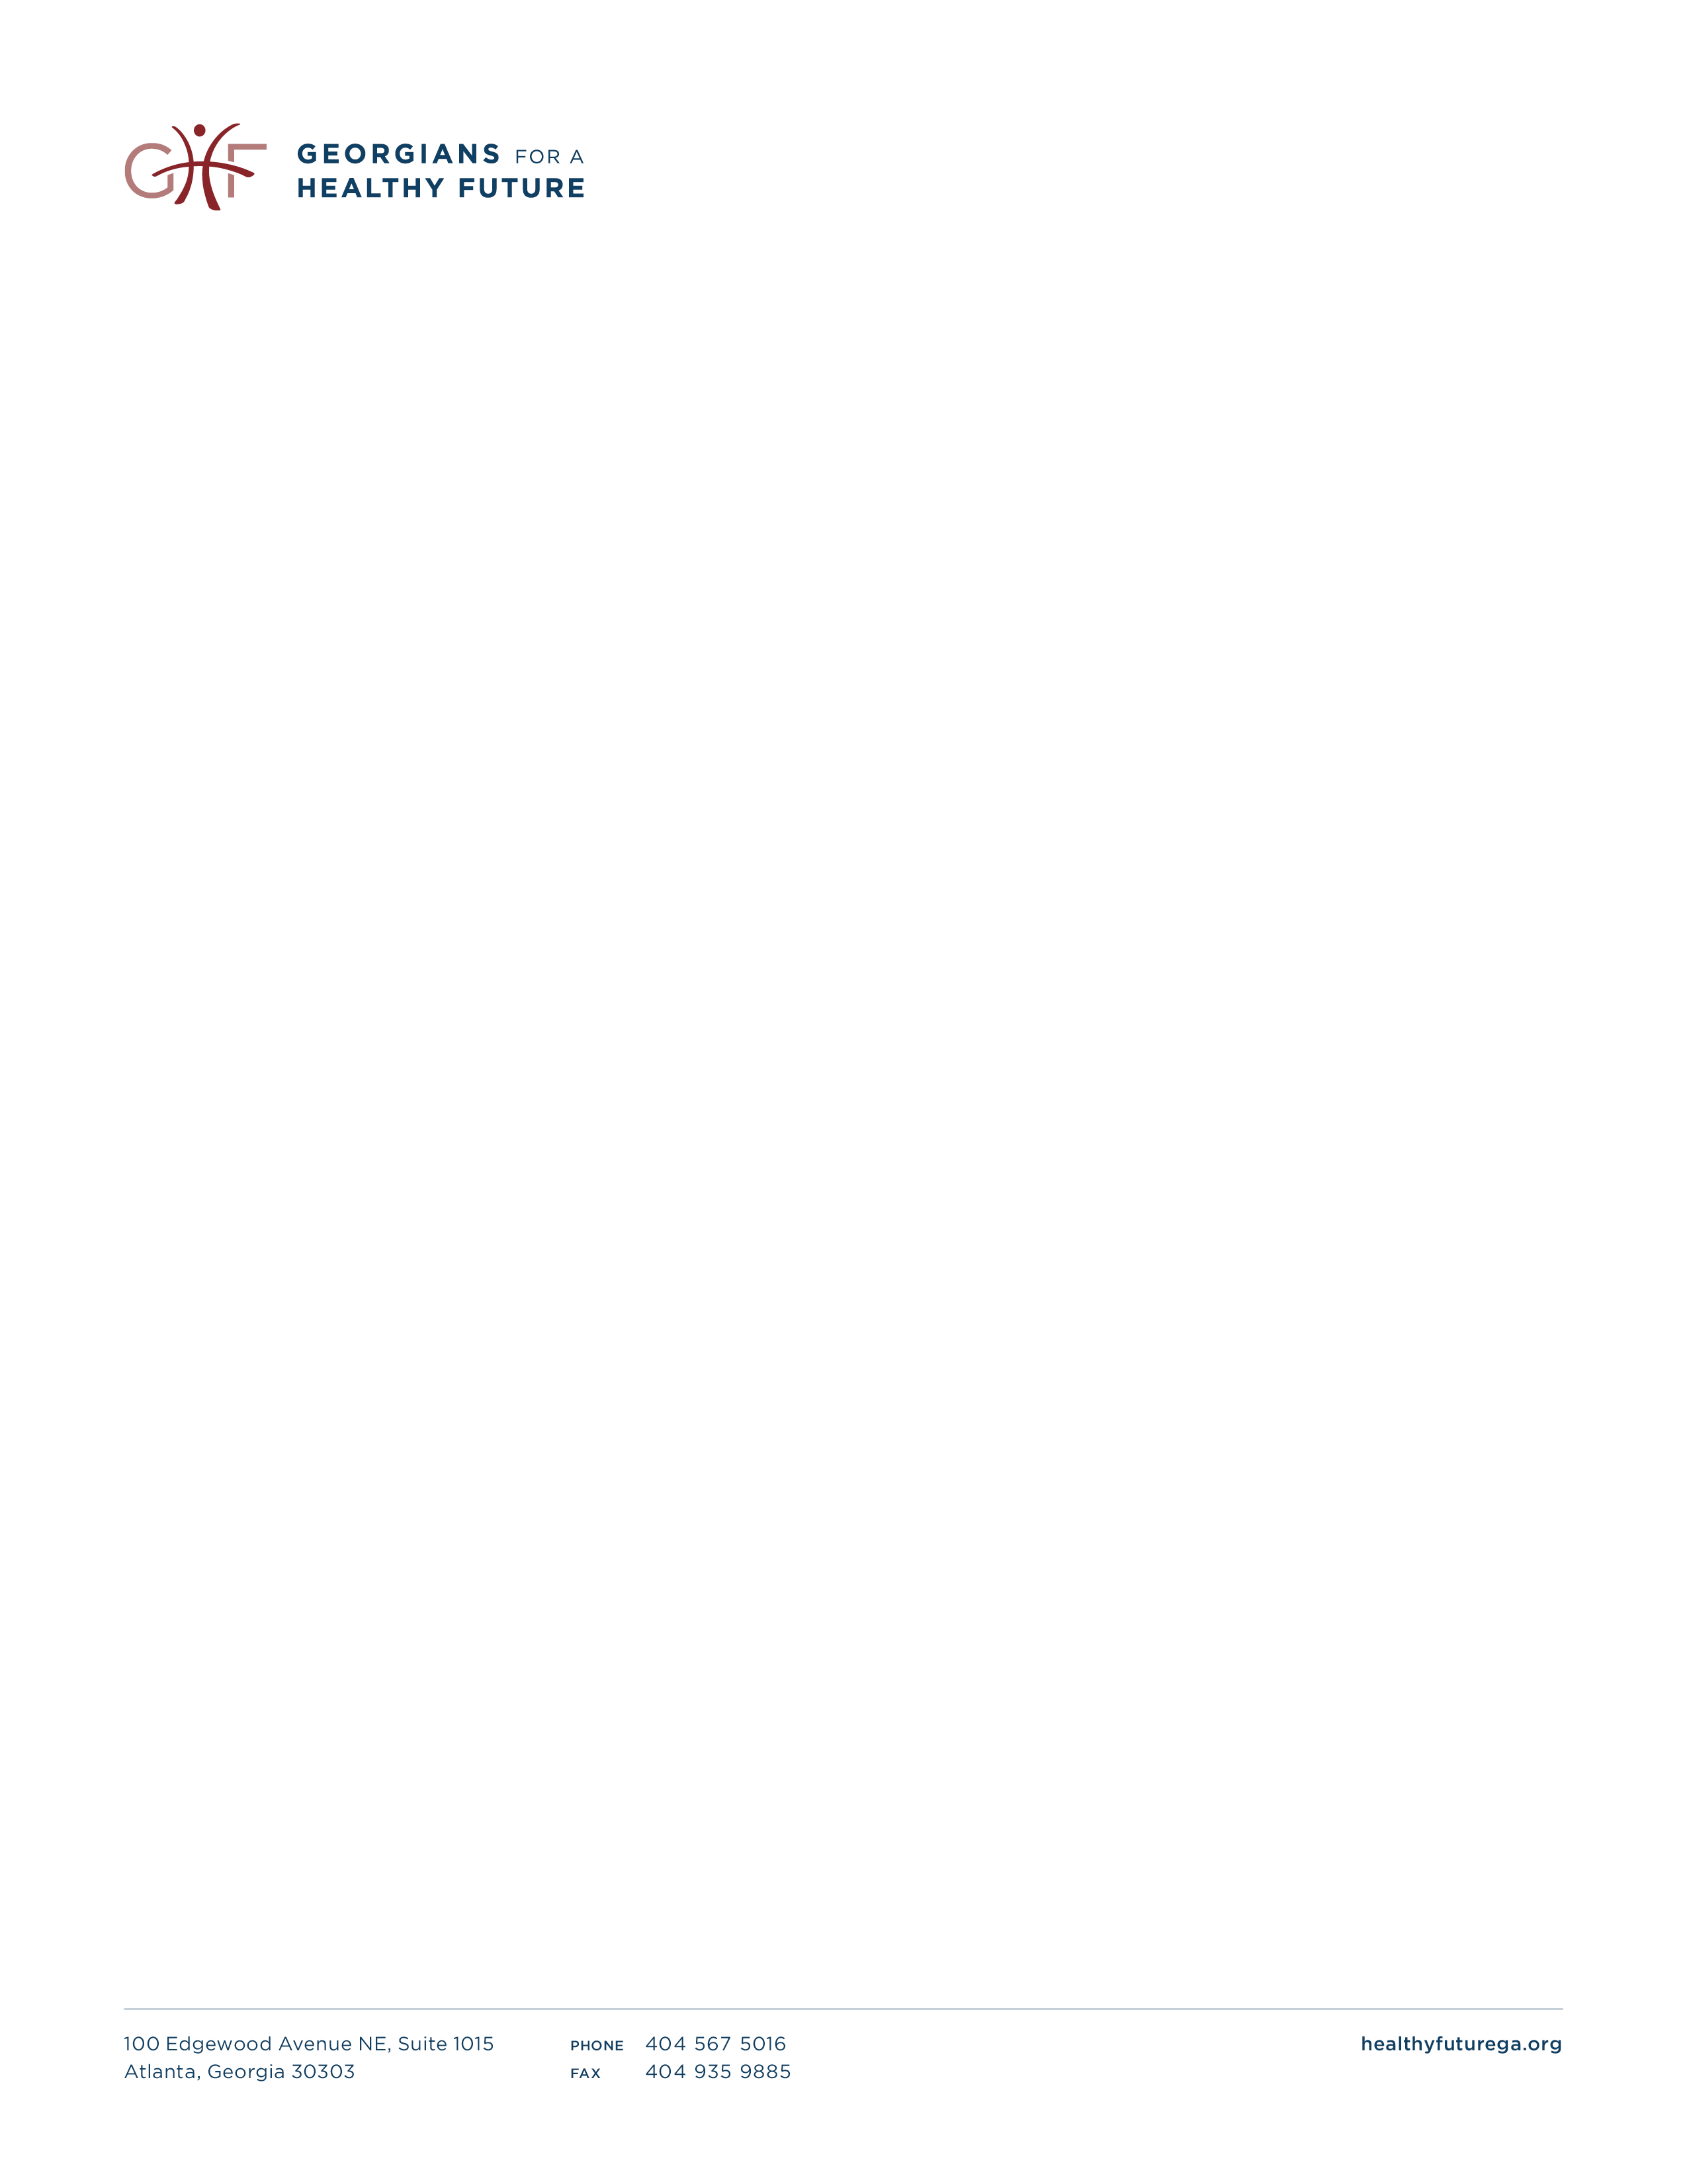 GHF
GEORGIANS FOR A
HEALTHY FUTURE
100 Edgewood Avenue NE, Suite 1015
Atlanta, Georgia 30303
PHONE 404 567 5016
FAX 404 935 9885
healthyfuturega.org